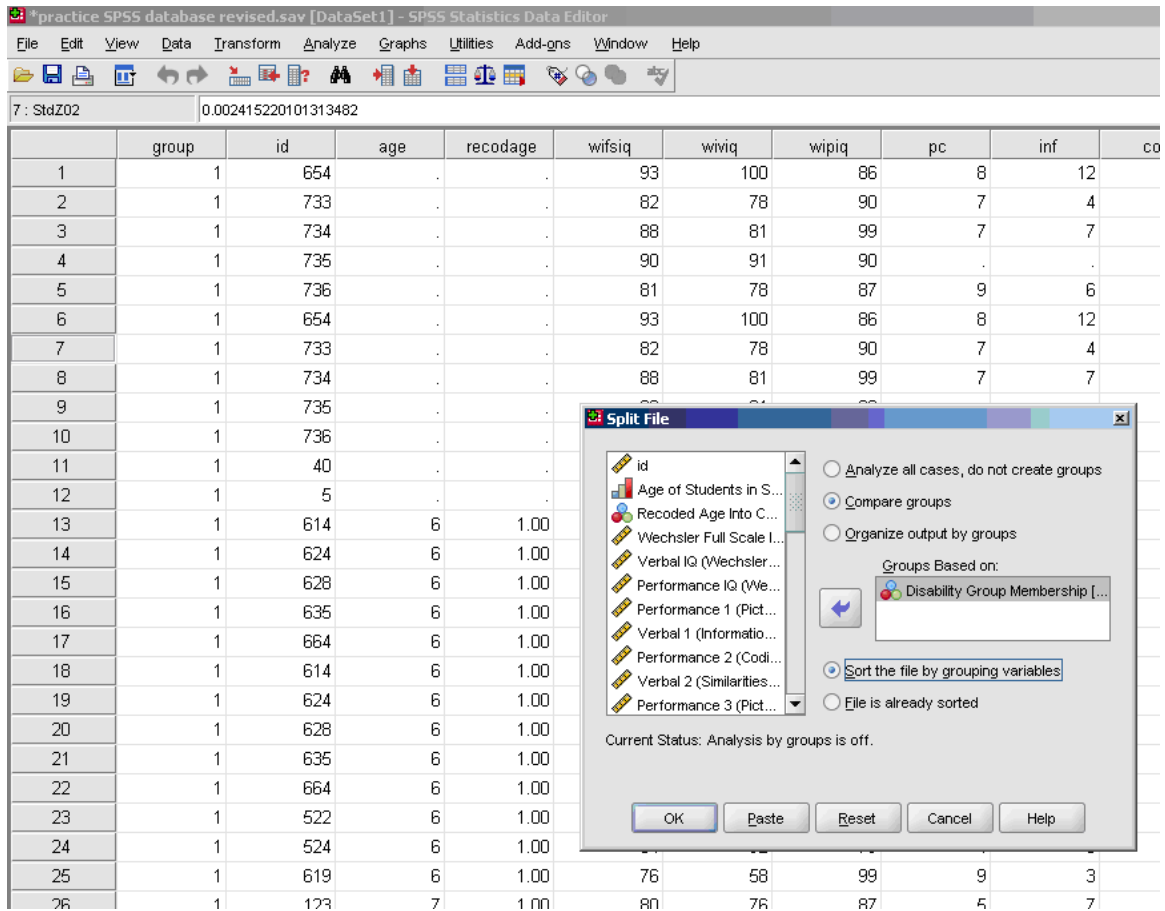 *practice SPSS database revised.sav [DataSet1] - SPSS Statistics Data Editor
File Edit View Data Transform Analyze Graphs Utilities Add-ons Window Help
7 : StdZ02 0.002415220101313482
group id age recodage wifsiq wiviq wipiq pc inf co
1 1 654 . . 93 100 86 8 12
2 1 733 . . 82 78 90 7 4
3 1 734 . . 88 81 99 7 7
4 1 735 . . 90 91 90 . .
5 1 736 . . 81 78 87 9 6
6 1 654 . . 93 100 86 8 12
7 1 733 . . 82 78 90 7 4
8 1 734 . . 88 81 99 7 7
9 1 735 . .
10 1 736 . .
11 1 40 . .
12 1 5 . .
13 1 614 6 1.00
14 1 624 6 1.00
15 1 628 6 1.00
16 1 635 6 1.00
17 1 664 6 1.00
18 1 614 6 1.00
19 1 624 6 1.00
20 1 628 6 1.00
21 1 635 6 1.00
22 1 664 6 1.00
23 1 522 6 1.00
24 1 524 6 1.00
25 1 619 6 1.00 76 58 99 9 3
26 1 123 7 1.00 80 76 87 5 7
Split File
id
Age of Students in S...
Recoded Age Into C...
Wechsler Full Scale I...
Verbal IQ (Wechsler...
Performance IQ (We...
Performance 1 (Pict...
Verbal 1 (Informatio...
Performance 2 (Codi...
Verbal 2 (Similarities...
Performance 3 (Pict...
Analyze all cases, do not create groups
Compare groups
Organize output by groups
Groups Based on:
Disability Group Membership [...
Sort the file by grouping variables
File is already sorted
Current Status: Analysis by groups is off.
OK Paste Reset Cancel Help